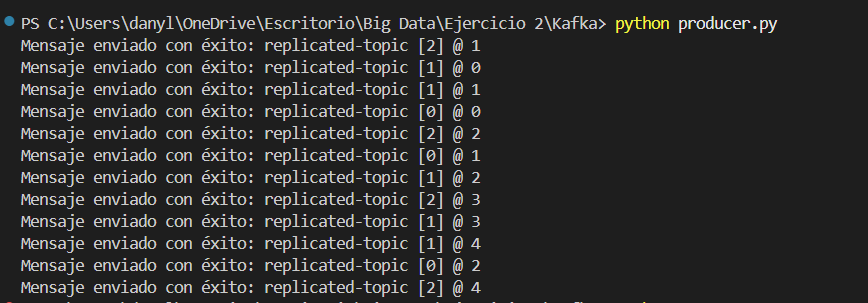 PS C:\Users\danyl\OneDrive\Escritorio\Big Data\Ejercicio 2\Kafka> python producer.py
Mensaje enviado con éxito: replicated-topic [2] @ 1
Mensaje enviado con éxito: replicated-topic [1] @ 0
Mensaje enviado con éxito: replicated-topic [1] @ 1
Mensaje enviado con éxito: replicated-topic [0] @ 0
Mensaje enviado con éxito: replicated-topic [2] @ 2
Mensaje enviado con éxito: replicated-topic [0] @ 1
Mensaje enviado con éxito: replicated-topic [1] @ 2
Mensaje enviado con éxito: replicated-topic [2] @ 3
Mensaje enviado con éxito: replicated-topic [1] @ 3
Mensaje enviado con éxito: replicated-topic [1] @ 4
Mensaje enviado con éxito: replicated-topic [0] @ 2
Mensaje enviado con éxito: replicated-topic [2] @ 4